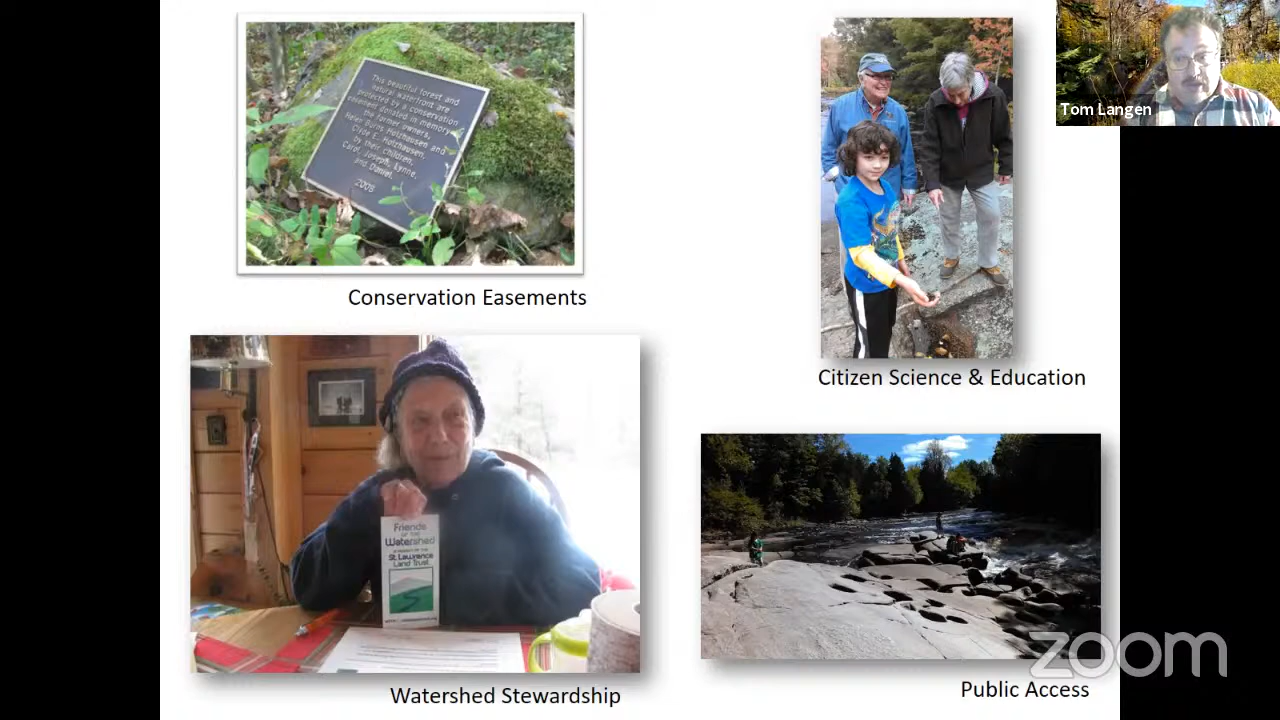 This beautiful forest and
natural waterfront are
protected by a conservation
easement donated in memory of
the former owners,
Helen Quins Holzhausen and
Clyde E. Holzhausen,
by their children,
Carol, Joseph, Lynne,
and Daniel.
2008
Conservation Easements
Tom Langen
Citizen Science & Education
Friends
OF THE
Watershed
St. Lawrence
Land Trust
Watershed Stewardship
zoom
Public Access